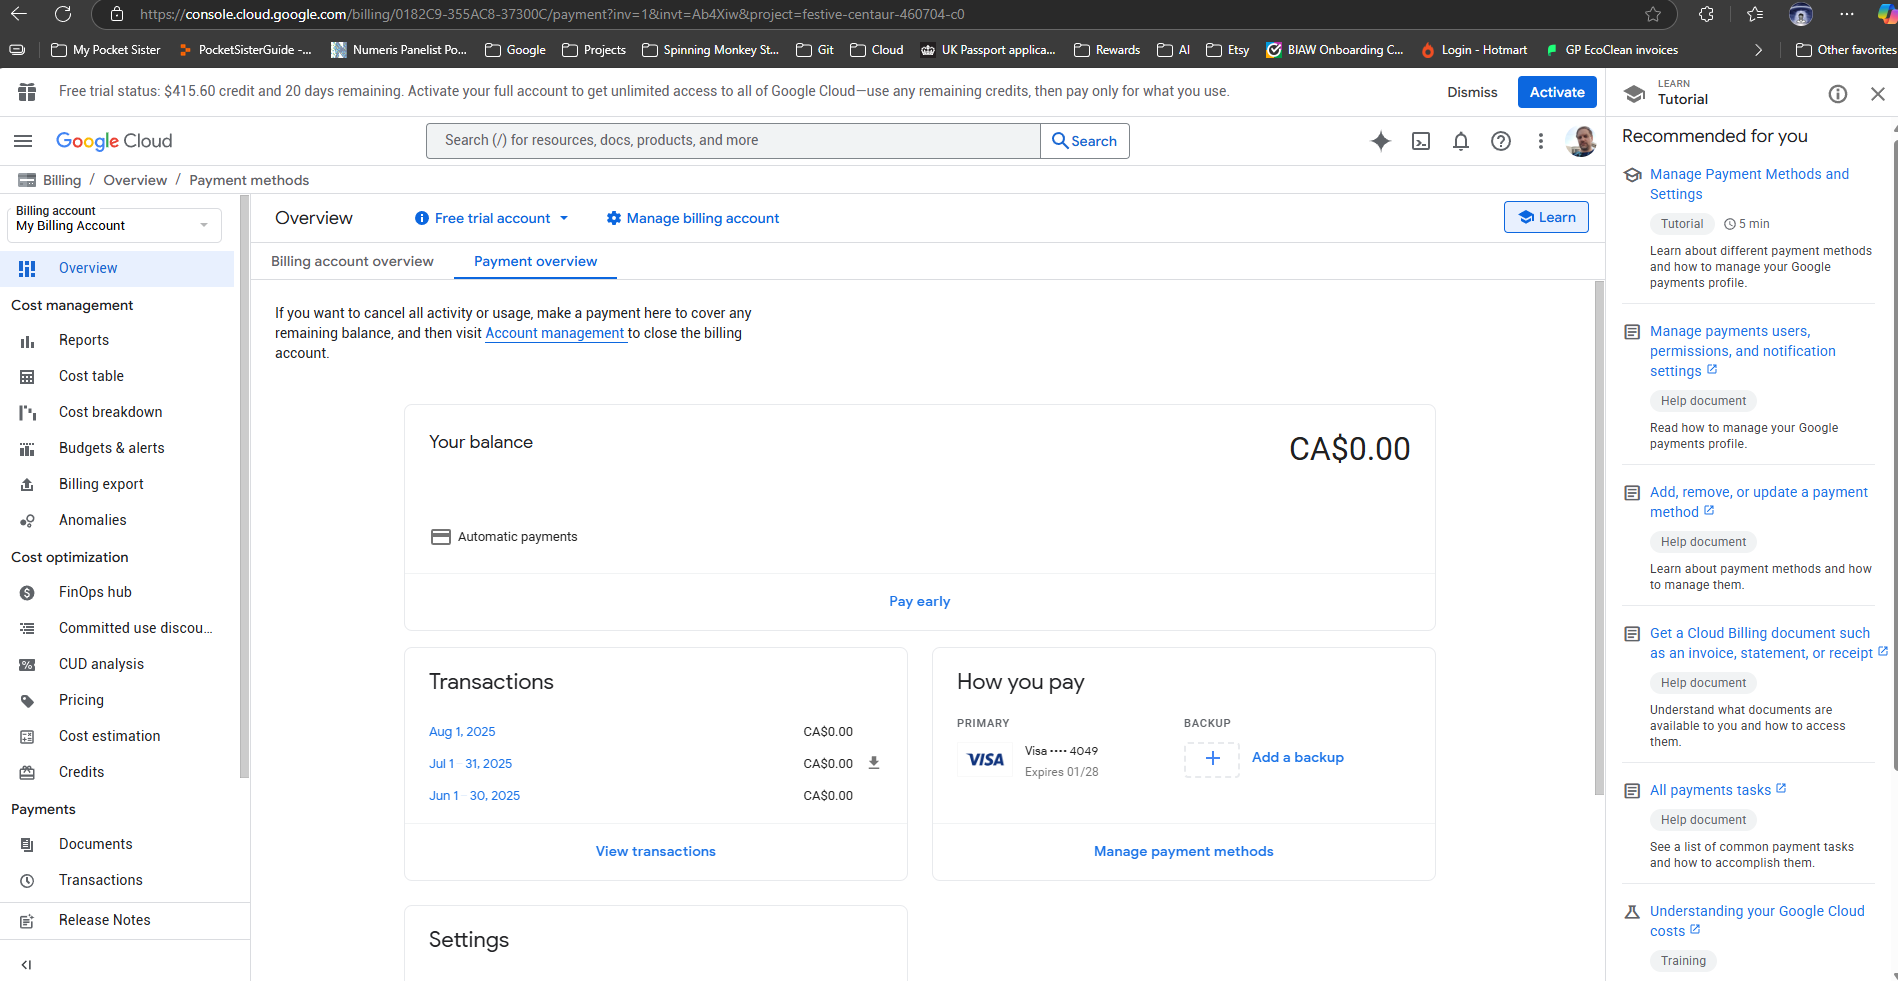 https://console.cloud.google.com/billing/0182C9-355AC8-37300C/payment?inv=1&invt=Ab4Xiw&project=festive-centaur-460704-c0
My Pocket Sister
PocketSisterGuide -...
Numeris Panelist Po...
Google
Projects
Spinning Monkey St...
Git
Cloud
UK Passport applica...
Rewards
AI
Etsy
BIAW Onboarding C...
Login - Hotmart
GP EcoClean invoices
Other favorites
Free trial status: $415.60 credit and 20 days remaining. Activate your full account to get unlimited access to all of Google Cloud—use any remaining credits, then pay only for what you use.
Dismiss
Activate
Google Cloud
Search (/) for resources, docs, products, and more
Search
Billing / Overview / Payment methods
Billing account
My Billing Account
Overview
Cost management
Reports
Cost table
Cost breakdown
Budgets & alerts
Billing export
Anomalies
Cost optimization
FinOps hub
Committed use discou...
CUD analysis
Pricing
Cost estimation
Credits
Payments
Documents
Transactions
Release Notes
Overview
Free trial account
Manage billing account
Learn
Billing account overview
Payment overview
If you want to cancel all activity or usage, make a payment here to cover any
remaining balance, and then visit Account management to close the billing
account.
Your balance
CA$0.00
Automatic payments
Pay early
Transactions
Aug 1, 2025 CA$0.00
Jul 1 – 31, 2025 CA$0.00
Jun 1 – 30, 2025 CA$0.00
View transactions
How you pay
PRIMARY
VISA
Visa •••• 4049
Expires 01/28
BACKUP
Add a backup
Manage payment methods
Settings
LEARN
Tutorial
Recommended for you
Manage Payment Methods and
Settings
Tutorial
5 min
Learn about different payment methods
and how to manage your Google
payments profile.
Manage payments users,
permissions, and notification
settings
Help document
Read how to manage your Google
payments profile.
Add, remove, or update a payment
method
Help document
Learn about payment methods and how
to manage them.
Get a Cloud Billing document such
as an invoice, statement, or receipt
Help document
Understand what documents are
available to you and how to access
them.
All payments tasks
Help document
See a list of common payment tasks
and how to accomplish them.
Understanding your Google Cloud
costs
Training